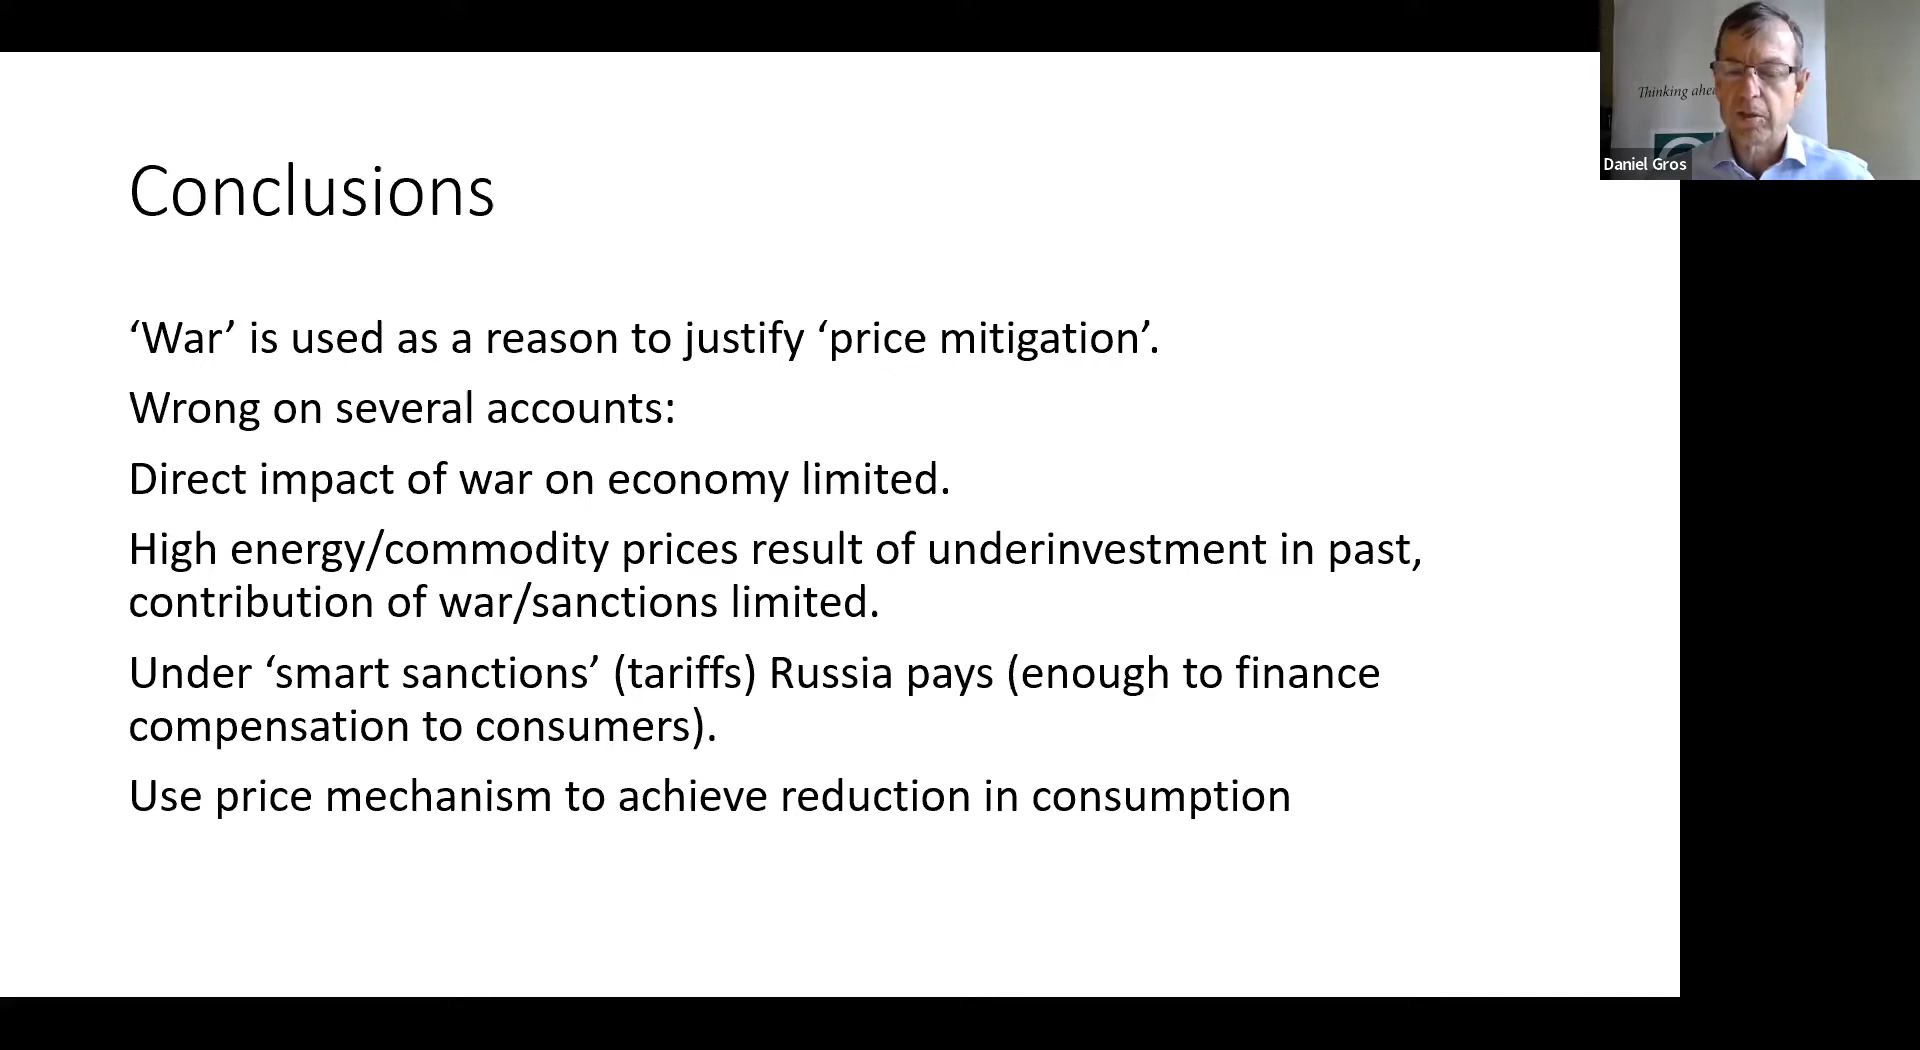 Conclusions
‘War’ is used as a reason to justify ‘price mitigation’.
Wrong on several accounts:
Direct impact of war on economy limited.
High energy/commodity prices result of underinvestment in past,
contribution of war/sanctions limited.
Under ‘smart sanctions’ (tariffs) Russia pays (enough to finance
compensation to consumers).
Use price mechanism to achieve reduction in consumption
Thinking
Daniel Gros